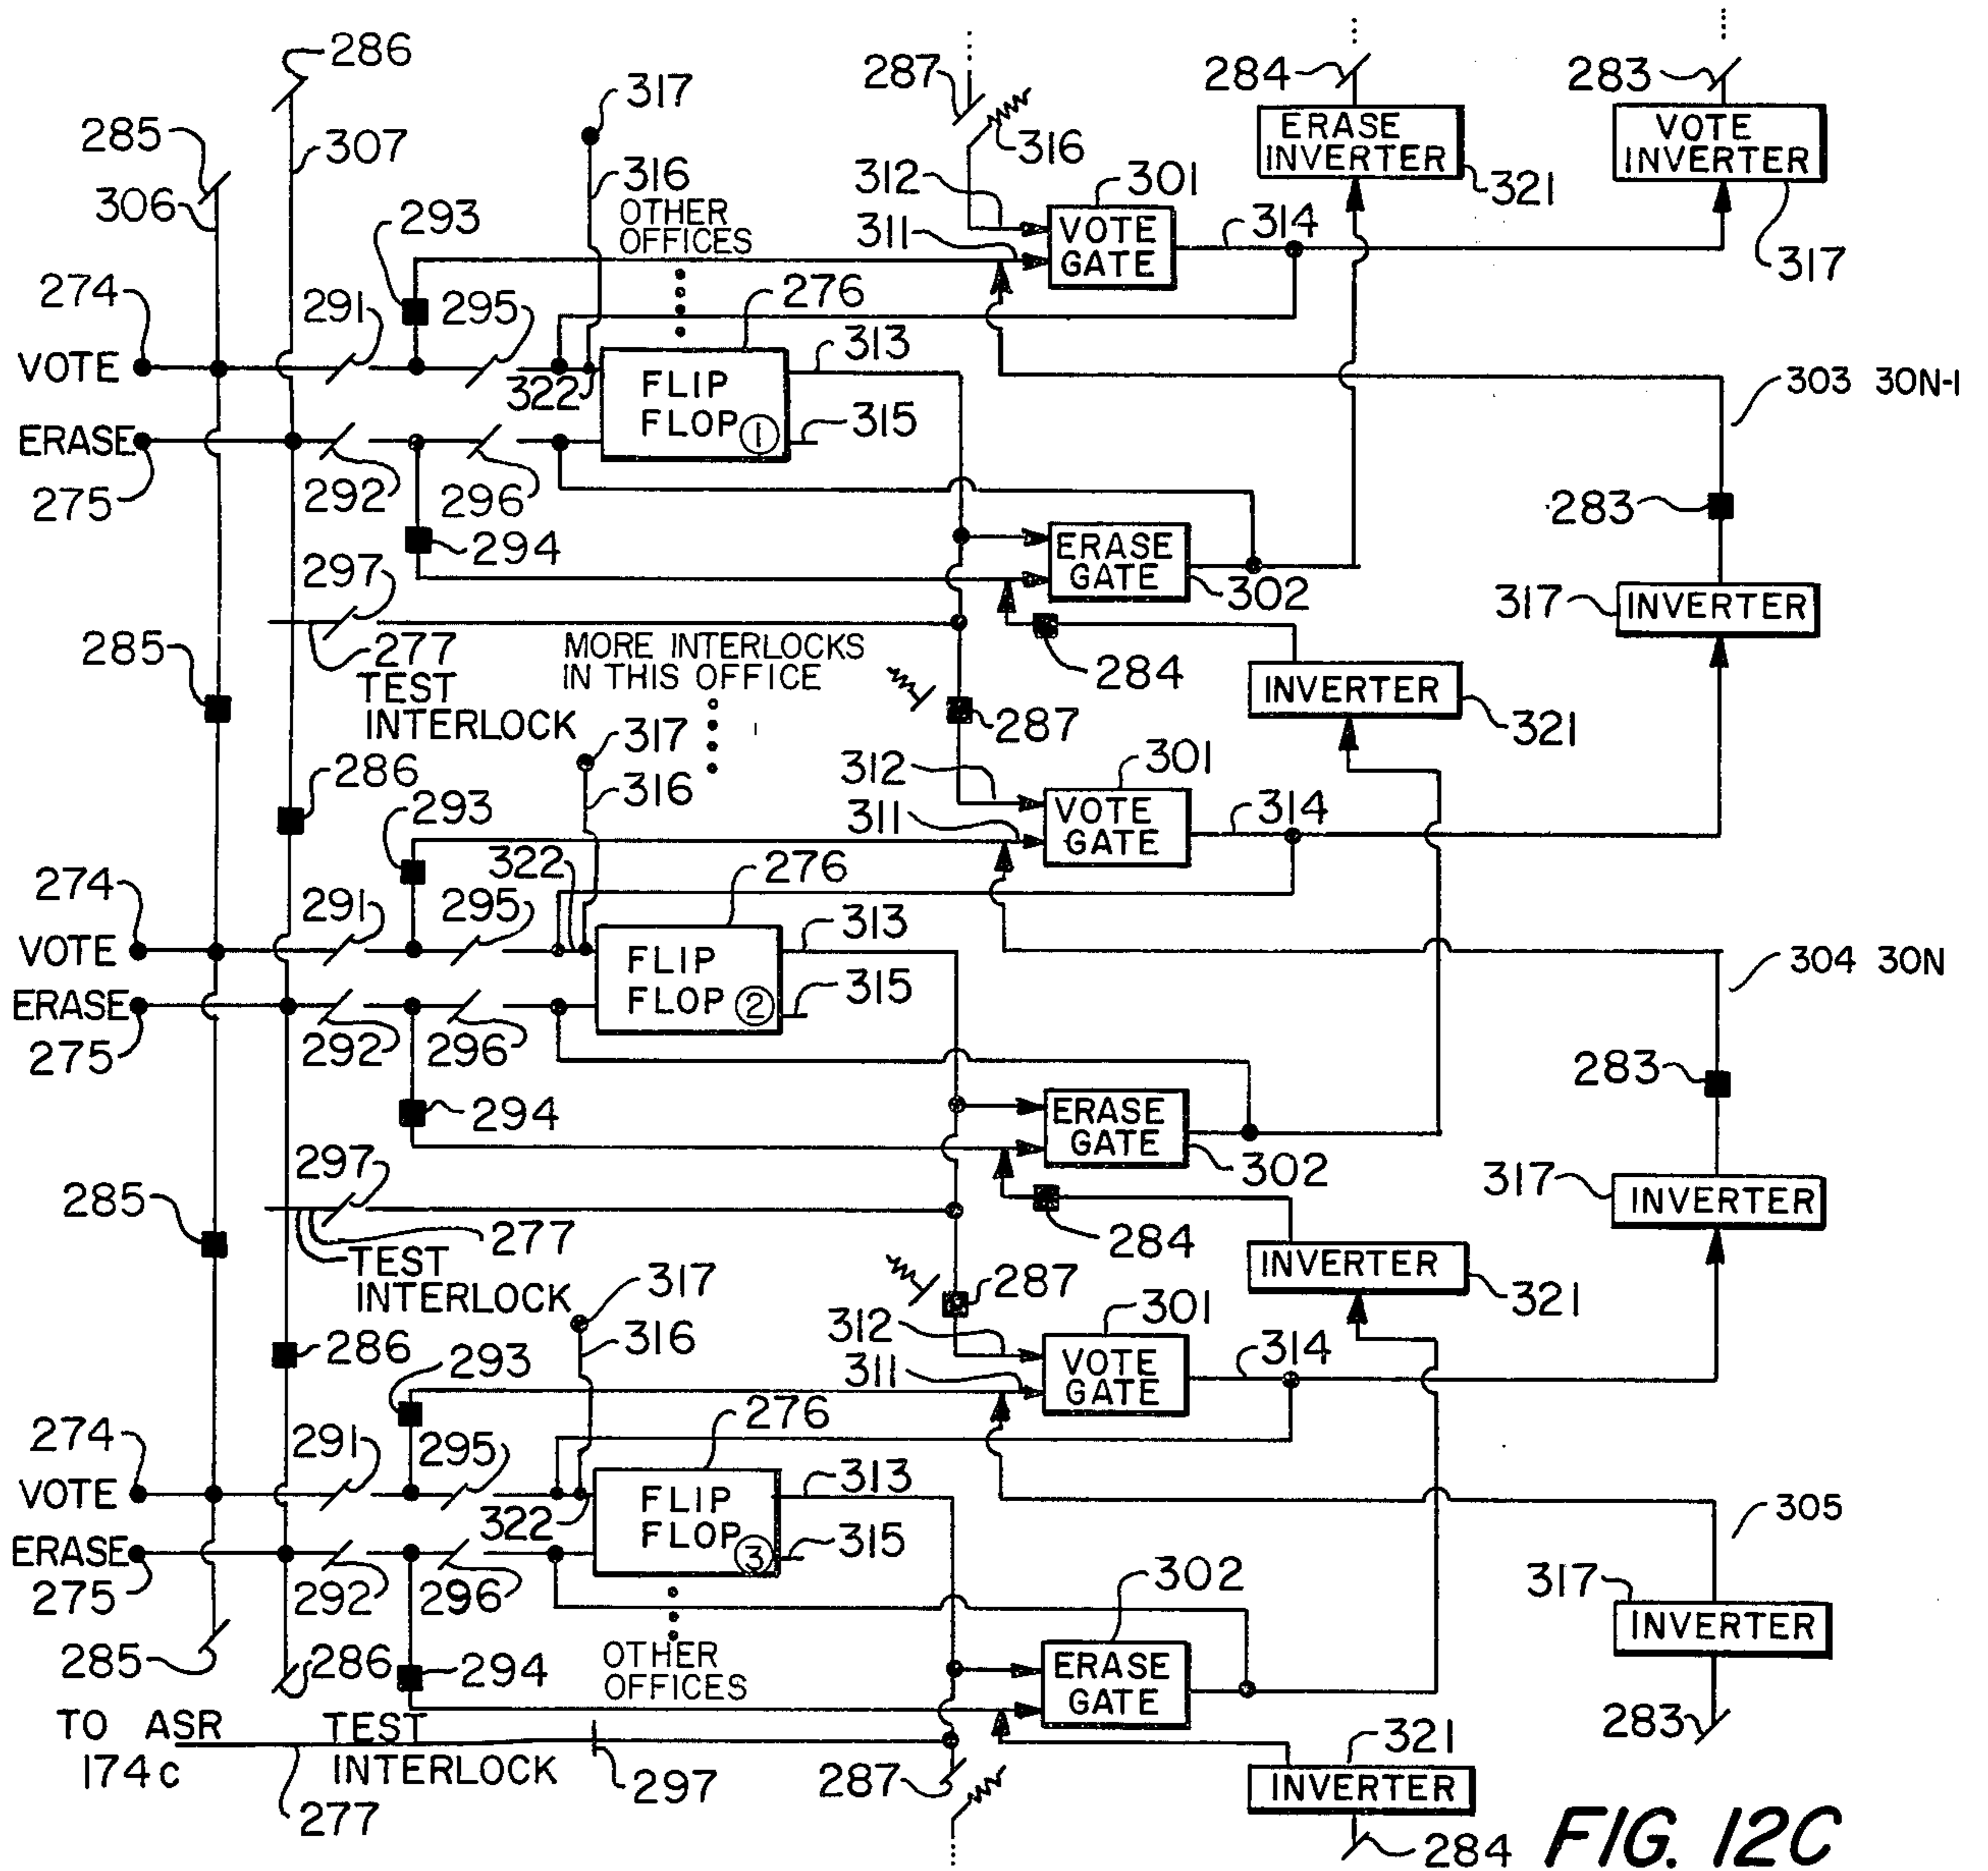 286
287
284
283
317
ERASE
INVERTER
VOTE
INVERTER
285
307
316
321
306
293
316
OTHER
OFFICES
312
301
VOTE
GATE
311
314
317
274
291
295
276
313
VOTE
322
FLIP
FLOP 1
315
303 30N-1
ERASE
275
292
296
283
294
ERASE
GATE
302
297
317
INVERTER
285
277
TEST
INTERLOCK
MORE INTERLOCKS
IN THIS OFFICE
284
INVERTER
321
287
317
286
316
312
301
293
VOTE
GATE
311
314
322
276
274
291
295
313
VOTE
FLIP
FLOP 2
315
304 30N
ERASE
275
292
296
283
294
ERASE
GATE
302
297
317
INVERTER
285
277
TEST
INTERLOCK
284
INVERTER
321
317
287
286
316
312
301
293
VOTE
GATE
311
314
276
274
291
295
313
VOTE
322
FLIP
FLOP 3
315
305
ERASE
275
292
296
317
INVERTER
302
285
286
294
OTHER
OFFICES
ERASE
GATE
283
TO ASR
174c
TEST
INTERLOCK
277
297
287
321
INVERTER
284
FIG. 12C